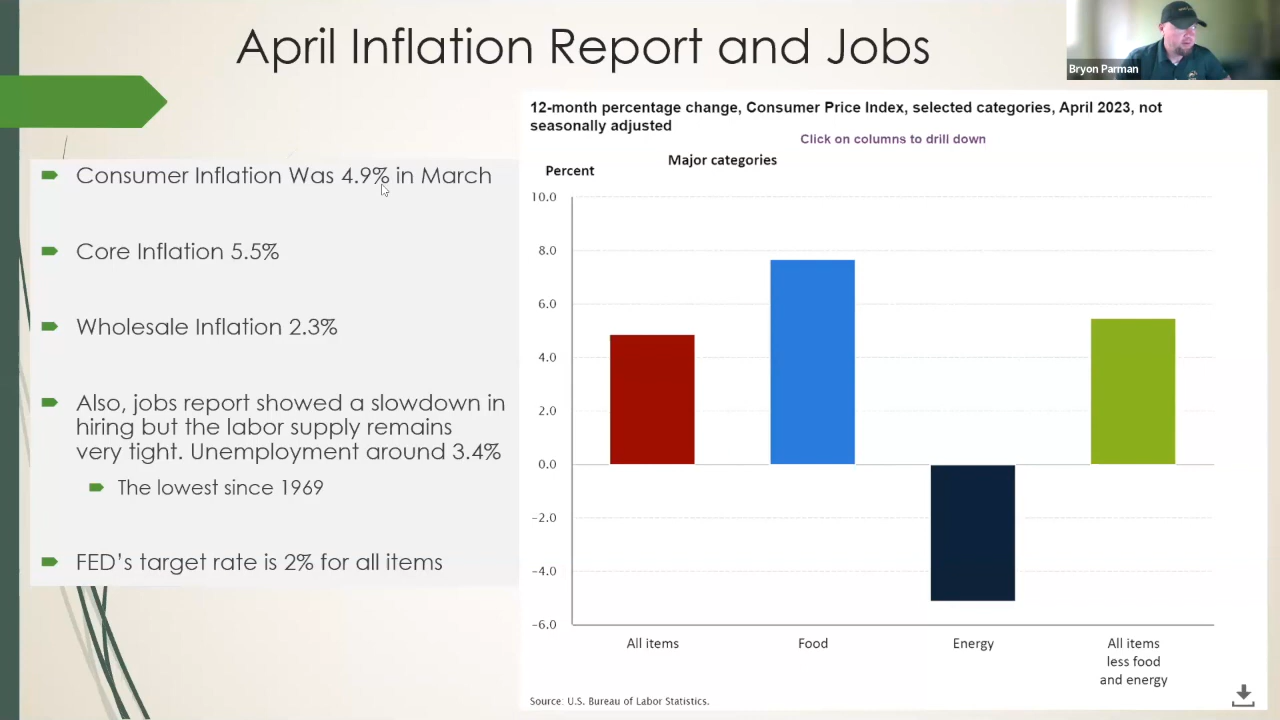 April Inflation Report and Jobs
Bryon Parman
Consumer Inflation Was 4.9% in March
Core Inflation 5.5%
Wholesale Inflation 2.3%
Also, jobs report showed a slowdown in
hiring but the labor supply remains
very tight. Unemployment around 3.4%
The lowest since 1969
FED's target rate is 2% for all items
12-month percentage change, Consumer Price Index, selected categories, April 2023, not
seasonally adjusted
Click on columns to drill down
Major categories
Percent
10.0
8.0
6.0
4.0
2.0
0.0
-2.0
-4.0
-6.0
All items
Food
Energy
All items
less food
and energy
Source: U.S. Bureau of Labor Statistics.